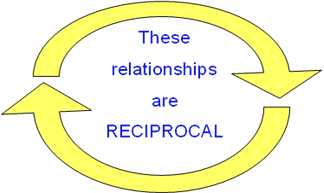 These
relationships
are
RECIPROCAL